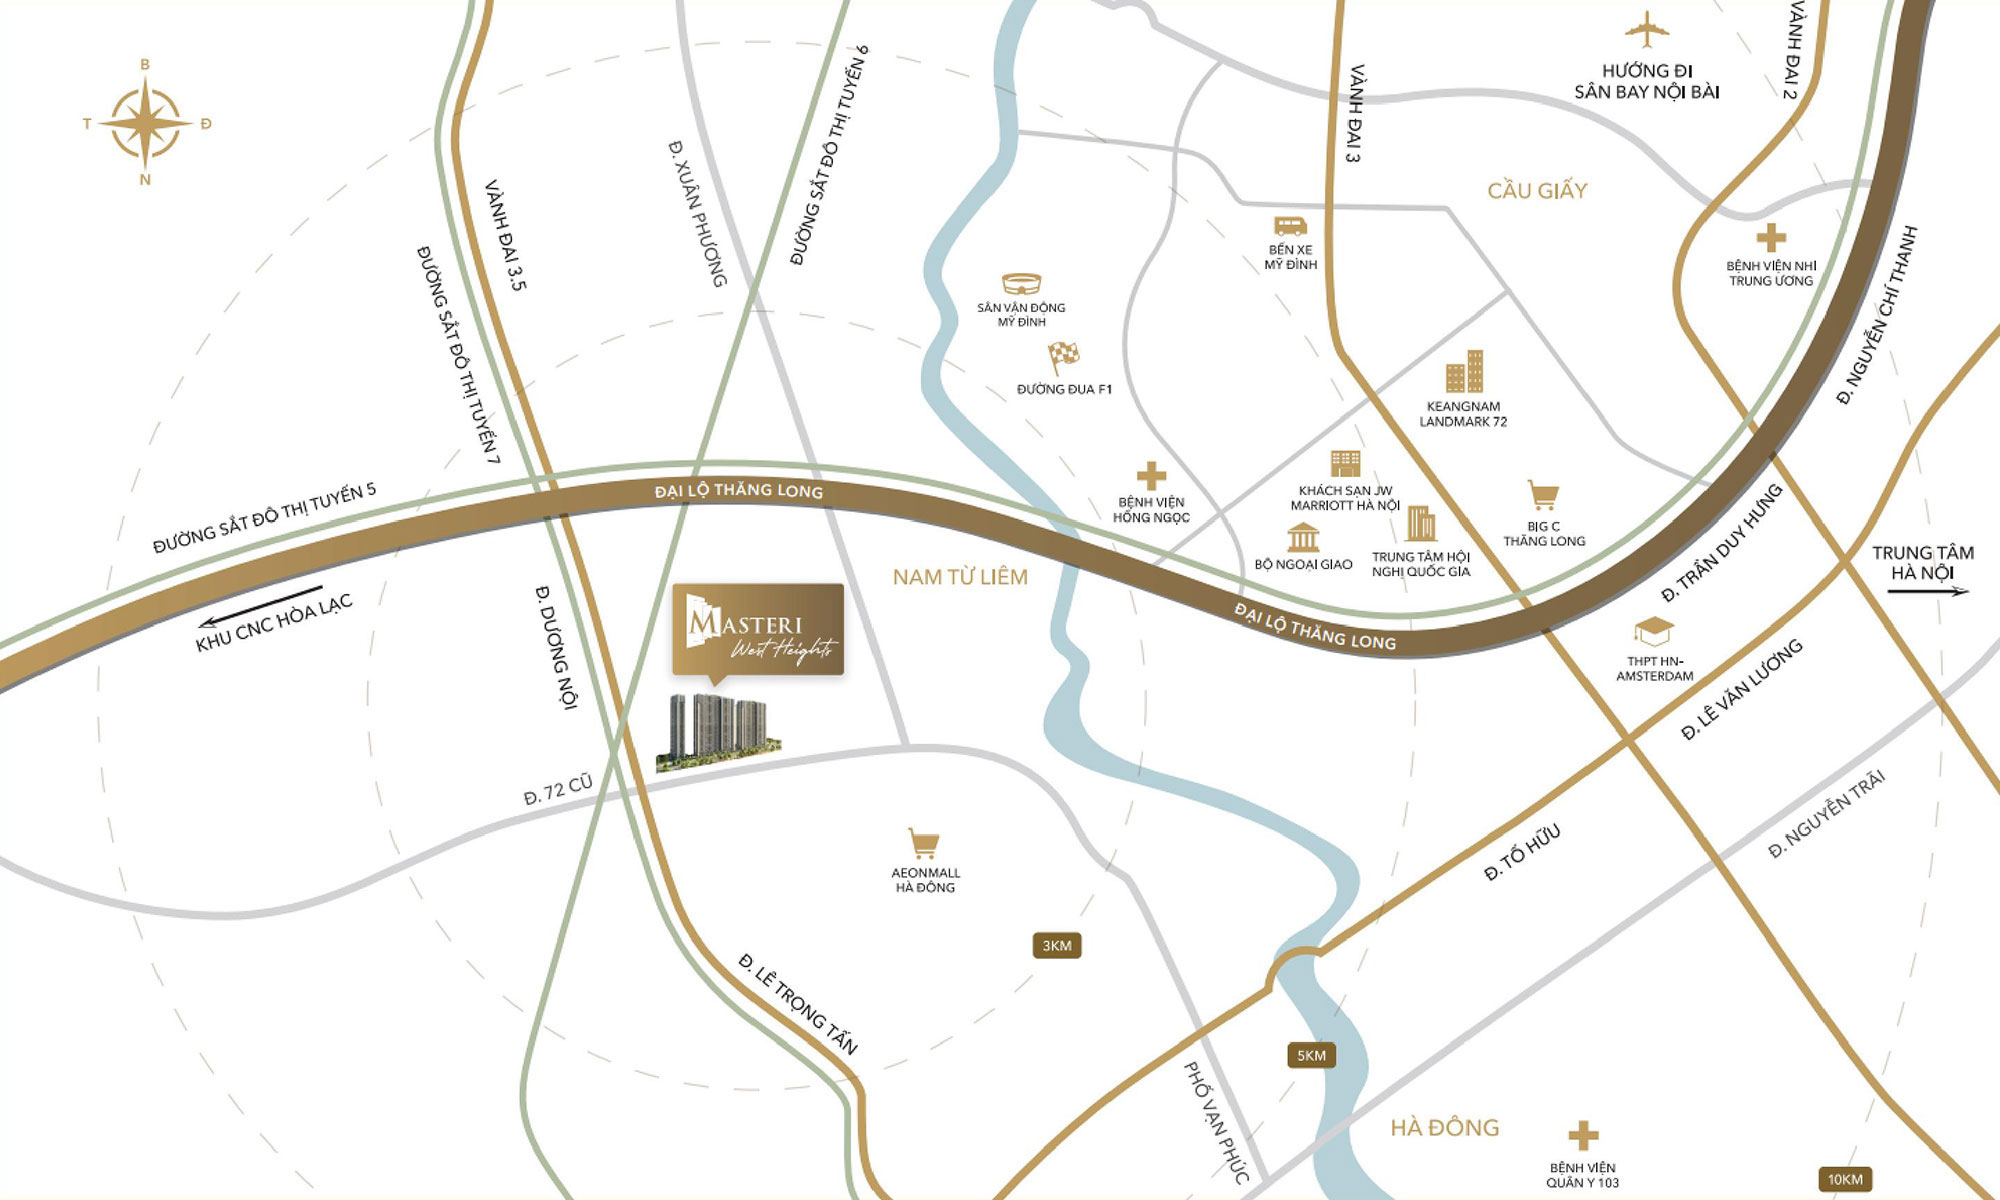 B
T
Đ
N
VÀNH ĐAI 3.5
Đ. XUÂN PHƯƠNG
ĐƯỜNG SẮT ĐÔ THỊ TUYẾN 6
ĐƯỜNG SẮT ĐÔ THỊ TUYẾN 7
ĐƯỜNG SẮT ĐÔ THỊ TUYẾN 5
VÀNH ĐAI 3
VÀNH ĐAI 2
HƯỚNG ĐI
SÂN BAY NỘI BÀI
CẦU GIẤY
BẾN XE
MỸ ĐÌNH
BỆNH VIỆN NHI
TRUNG ƯƠNG
SÂN VẬN ĐỘNG
MỸ ĐÌNH
ĐƯỜNG ĐUA F1
KEANGNAM
LANDMARK 72
Đ. NGUYỄN CHÍ THANH
ĐẠI LỘ THĂNG LONG
BỆNH VIỆN
HỒNG NGỌC
KHÁCH SẠN JW
MARRIOTT HÀ NỘI
BỘ NGOẠI GIAO
TRUNG TÂM HỘI
NGHỊ QUỐC GIA
BIG C
THĂNG LONG
Đ. TRẦN DUY HƯNG
TRUNG TÂM
HÀ NỘI
KHU CNC HÒA LẠC
Đ. DƯƠNG NỘI
NAM TỪ LIÊM
MASTERI
West Heights
ĐẠI LỘ THĂNG LONG
THPT HN-
AMSTERDAM
Đ. LÊ VĂN LƯƠNG
Đ. 72 CŨ
AEONMALL
HÀ ĐÔNG
Đ. TỐ HỮU
Đ. NGUYỄN TRÃI
3KM
Đ. LÊ TRỌNG TẤN
5KM
PHỐ VẠN PHÚC
HÀ ĐÔNG
BỆNH VIỆN
QUÂN Y 103
10KM